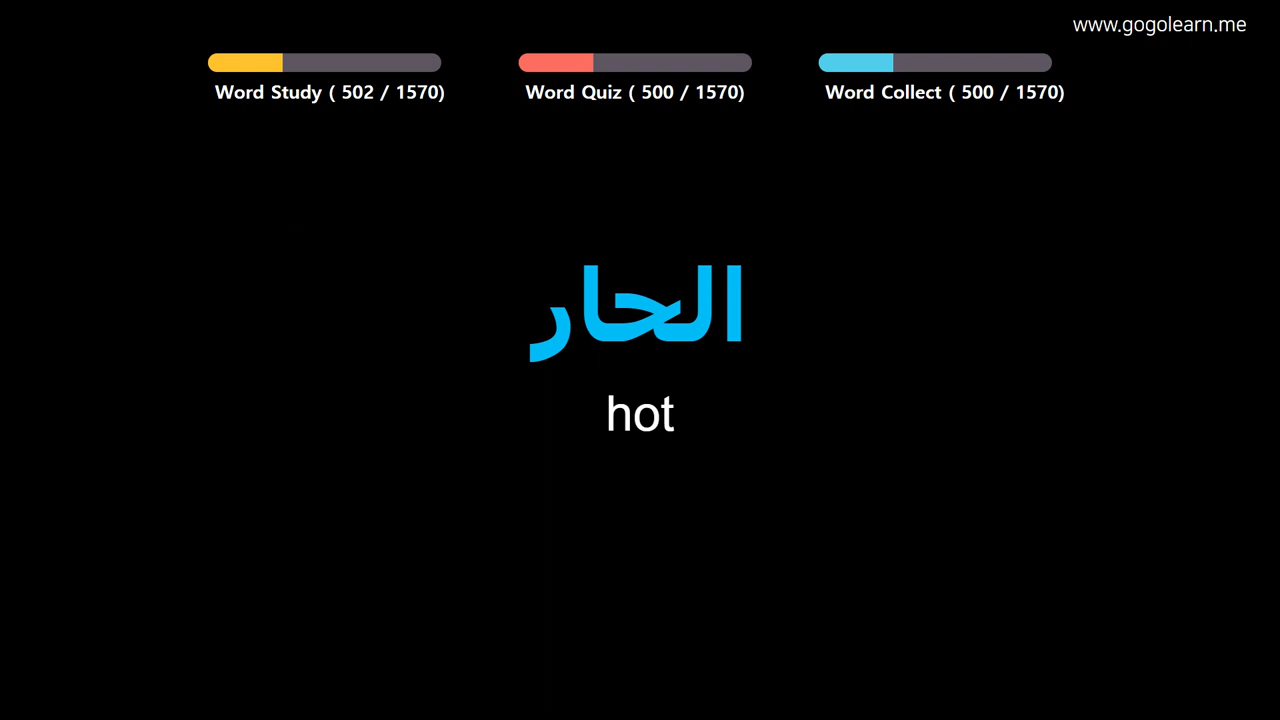 www.gogolearn.me
Word Study ( 502 / 1570)
Word Quiz ( 500 / 1570)
Word Collect ( 500 / 1570)
الحار
hot